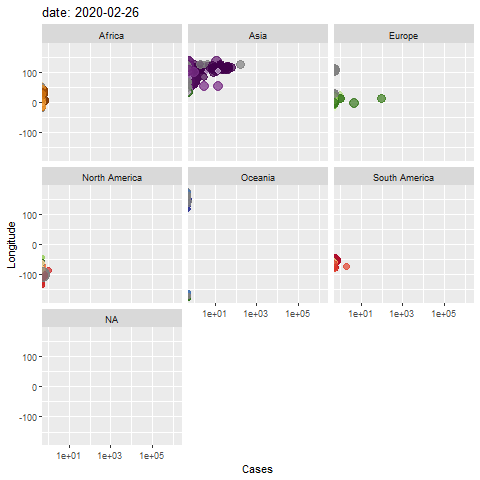 date: 2020-02-26
Africa
Asia
Europe
100
0
-100
North America
Oceania
South America
100
0
-100
1e+01
1e+03
1e+05
1e+01
1e+03
1e+05
NA
100
0
-100
1e+01
1e+03
1e+05
Longitude
Cases